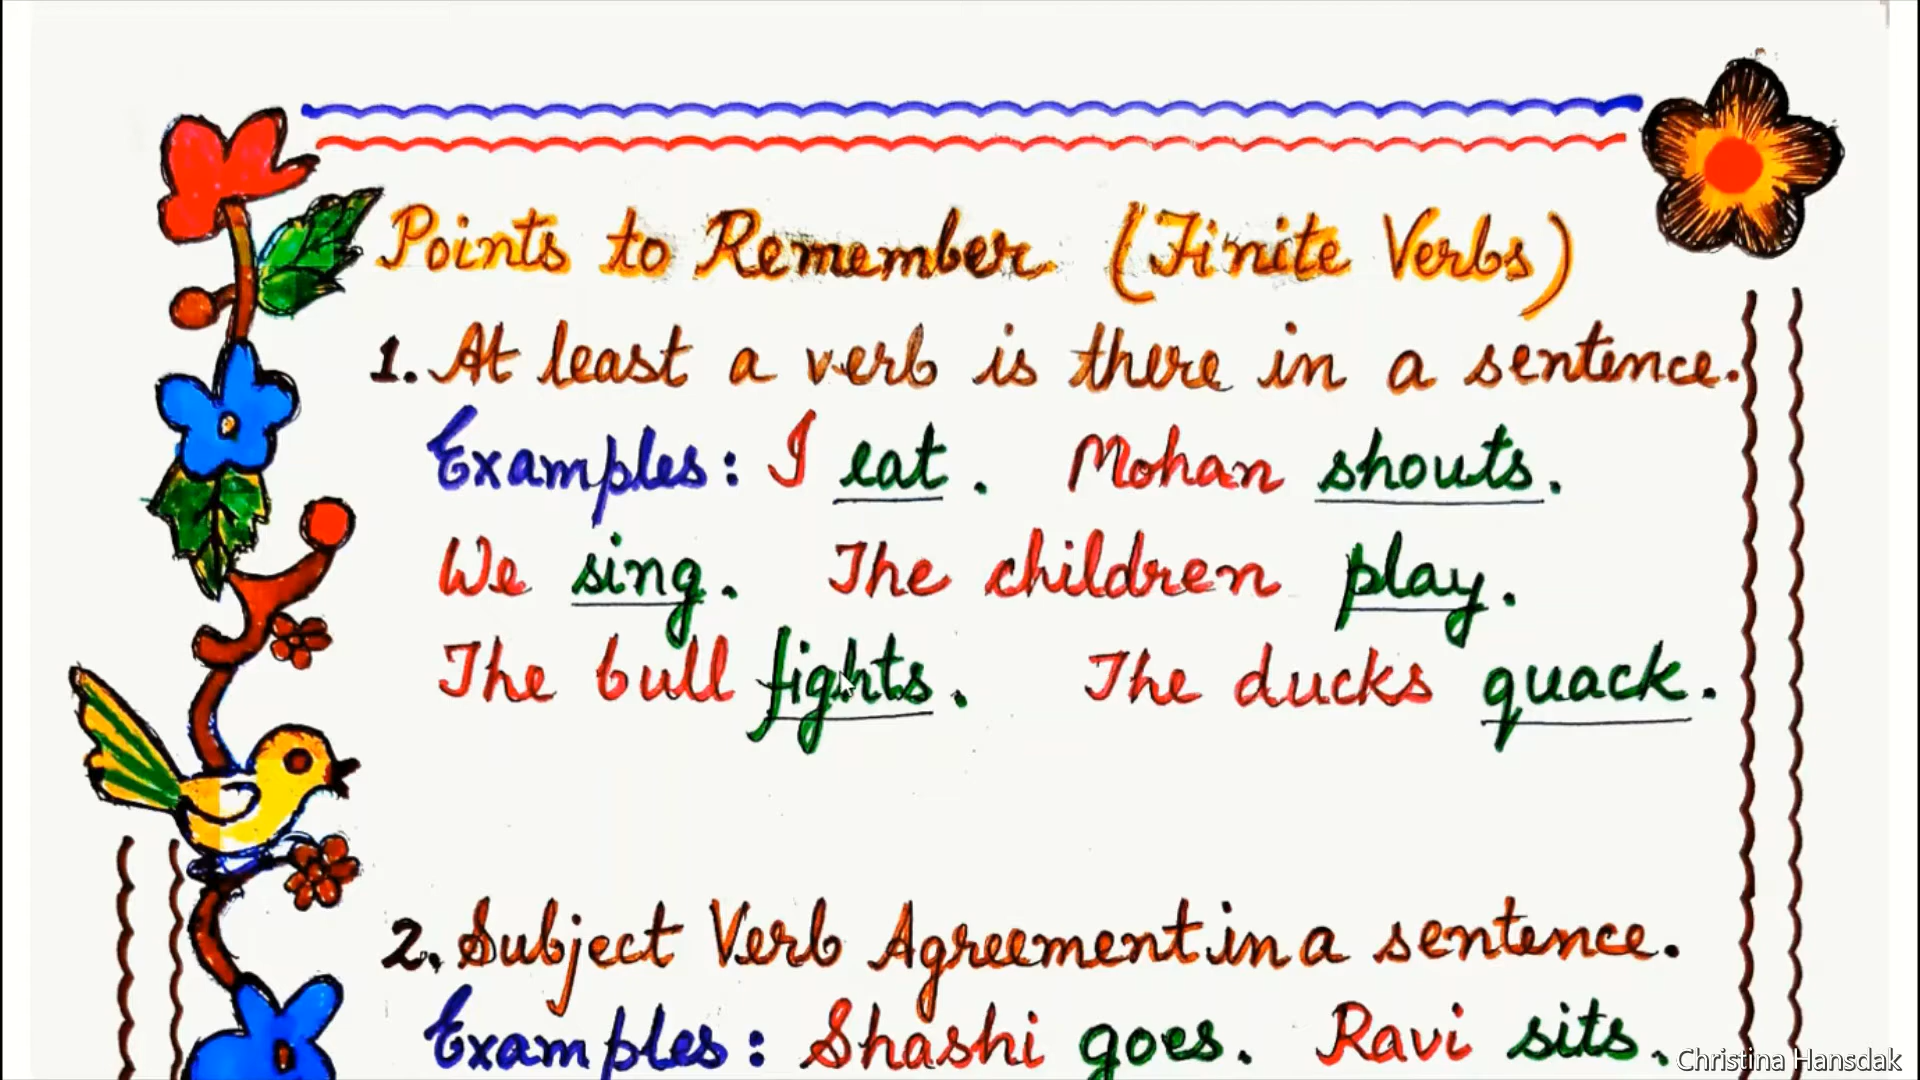 Points to Remember (Finite Verbs)
1. At least a verb is there in a sentence.
Examples: I eat. Mohan shouts.
We sing. The children play.
The bull fights. The ducks quack.
2. Subject Verb Agreement in a sentence.
Examples: Shashi goes. Ravi sits.
Christina Hansdak